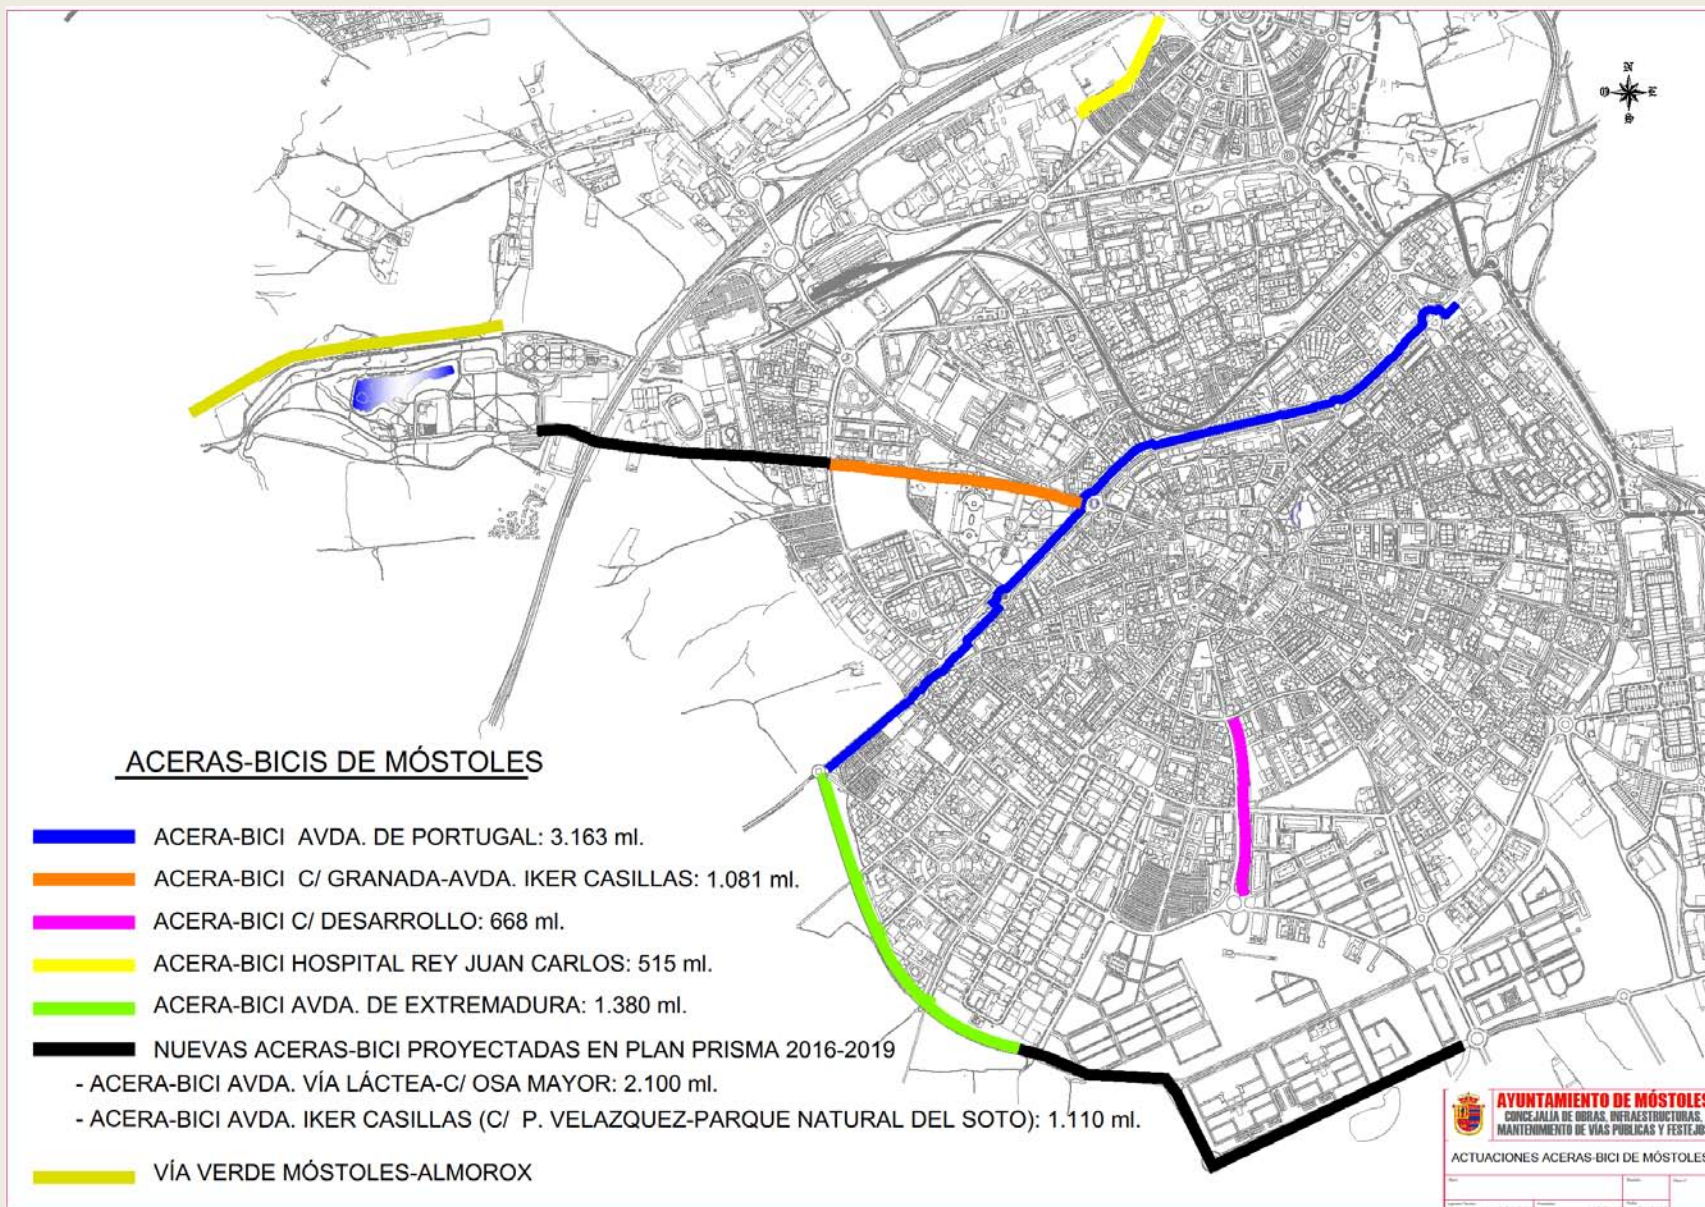 N
O E
S
ACERAS-BICIS DE MÓSTOLES
ACERA-BICI AVDA. DE PORTUGAL: 3.163 ml.
ACERA-BICI C/ GRANADA-AVDA. IKER CASILLAS: 1.081 ml.
ACERA-BICI C/ DESARROLLO: 668 ml.
ACERA-BICI HOSPITAL REY JUAN CARLOS: 515 ml.
ACERA-BICI AVDA. DE EXTREMADURA: 1.380 ml.
NUEVAS ACERAS-BICI PROYECTADAS EN PLAN PRISMA 2016-2019
- ACERA-BICI AVDA. VÍA LÁCTEA-C/ OSA MAYOR: 2.100 ml.
- ACERA-BICI AVDA. IKER CASILLAS (C/ P. VELAZQUEZ-PARQUE NATURAL DEL SOTO): 1.110 ml.
VÍA VERDE MÓSTOLES-ALMOROX
AYUNTAMIENTO DE MÓSTOLES
CONCEJALÍA DE OBRAS, INFRAESTRUCTURAS,
MANTENIMIENTO DE VÍAS PÚBLICAS Y FESTEJOS
ACTUACIONES ACERAS-BICI DE MÓSTOLES